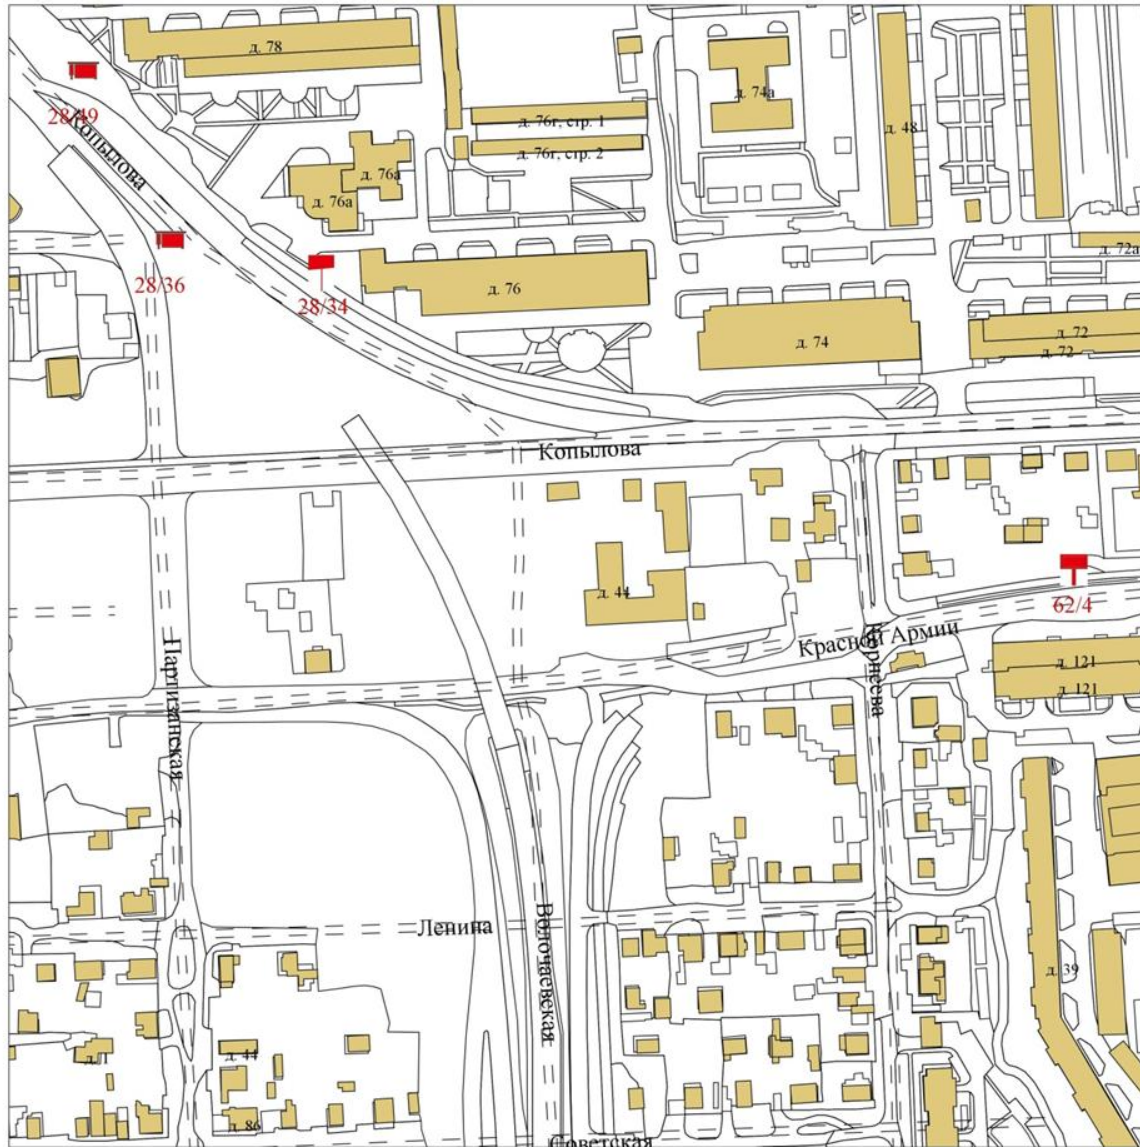 д. 78
28/49
Копылова
д. 76г, стр. 1
д. 76г, стр. 2
д. 74а
д. 48
д. 76а
д. 76а
28/36
28/34
д. 76
д. 72а
д. 74
д. 72
д. 72
Копылова
62/4
д. 44
Красной Армии
Корнеева
д. 121
д. 121
Партизанская
Ленина
Волочаевская
д. 39
д. 1
д. 44
д. 86
Советская